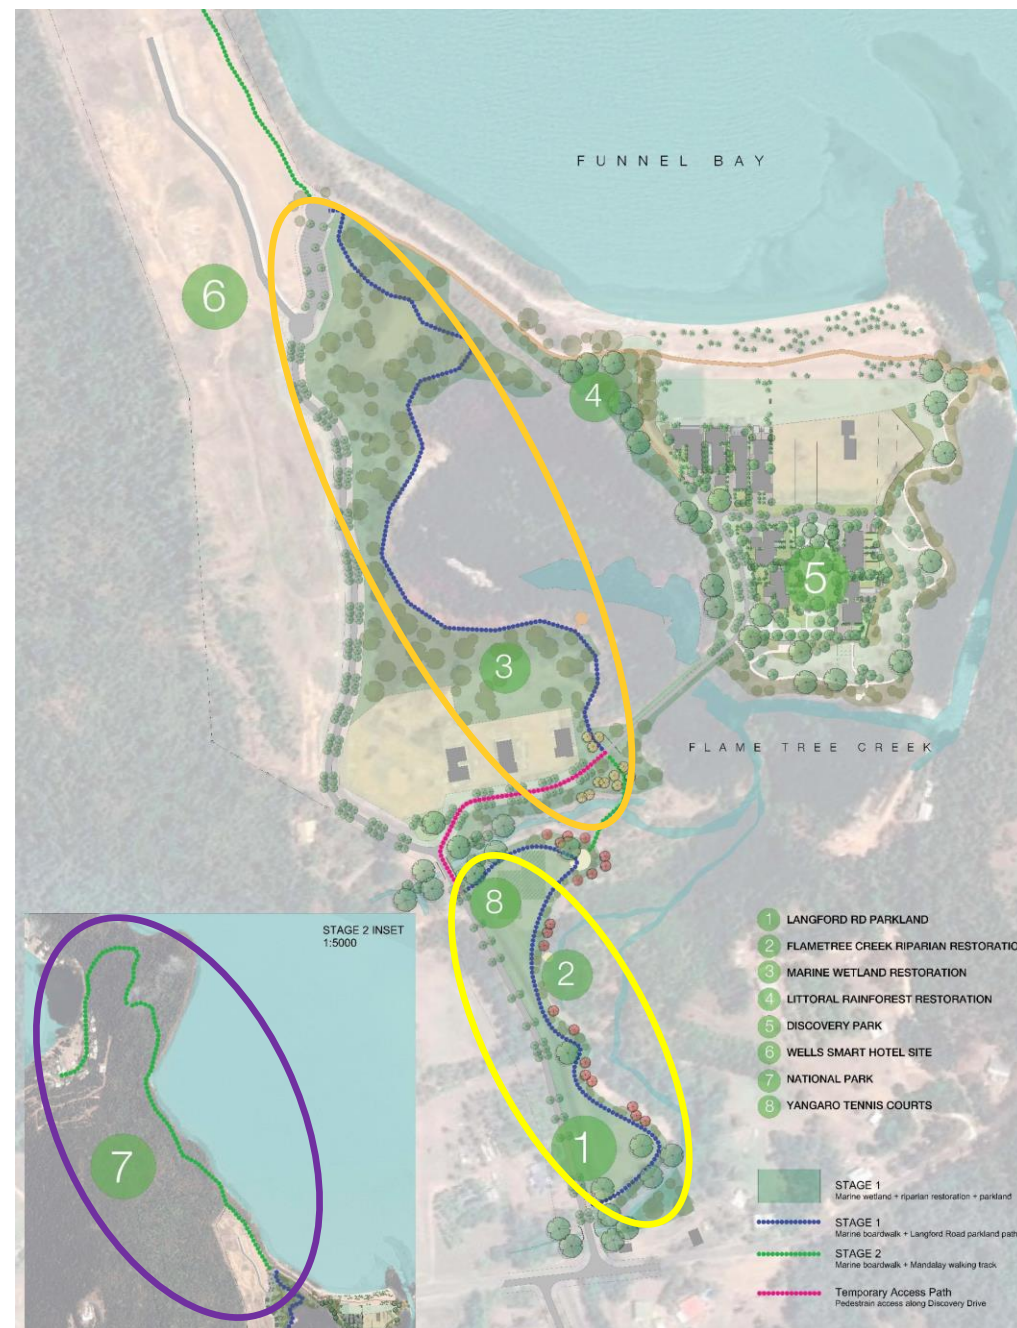 FUNNEL BAY
6
4
5
3
FLAME TREE CREEK
8
2
1
STAGE 2 INSET
1:5000
7
1 LANGFORD RD PARKLAND
2 FLAMETREE CREEK RIPARIAN RESTORATIO
3 MARINE WETLAND RESTORATION
4 LITTORAL RAINFOREST RESTORATION
5 DISCOVERY PARK
6 WELLS SMART HOTEL SITE
7 NATIONAL PARK
8 YANGARO TENNIS COURTS
STAGE 1
Marine wetland + riparian restoration + parkland
STAGE 1
Marine boardwalk + Langford Road parkland path
STAGE 2
Marine boardwalk + Mandalay walking track
Temporary Access Path
Pedestrain access along Discovery Drive